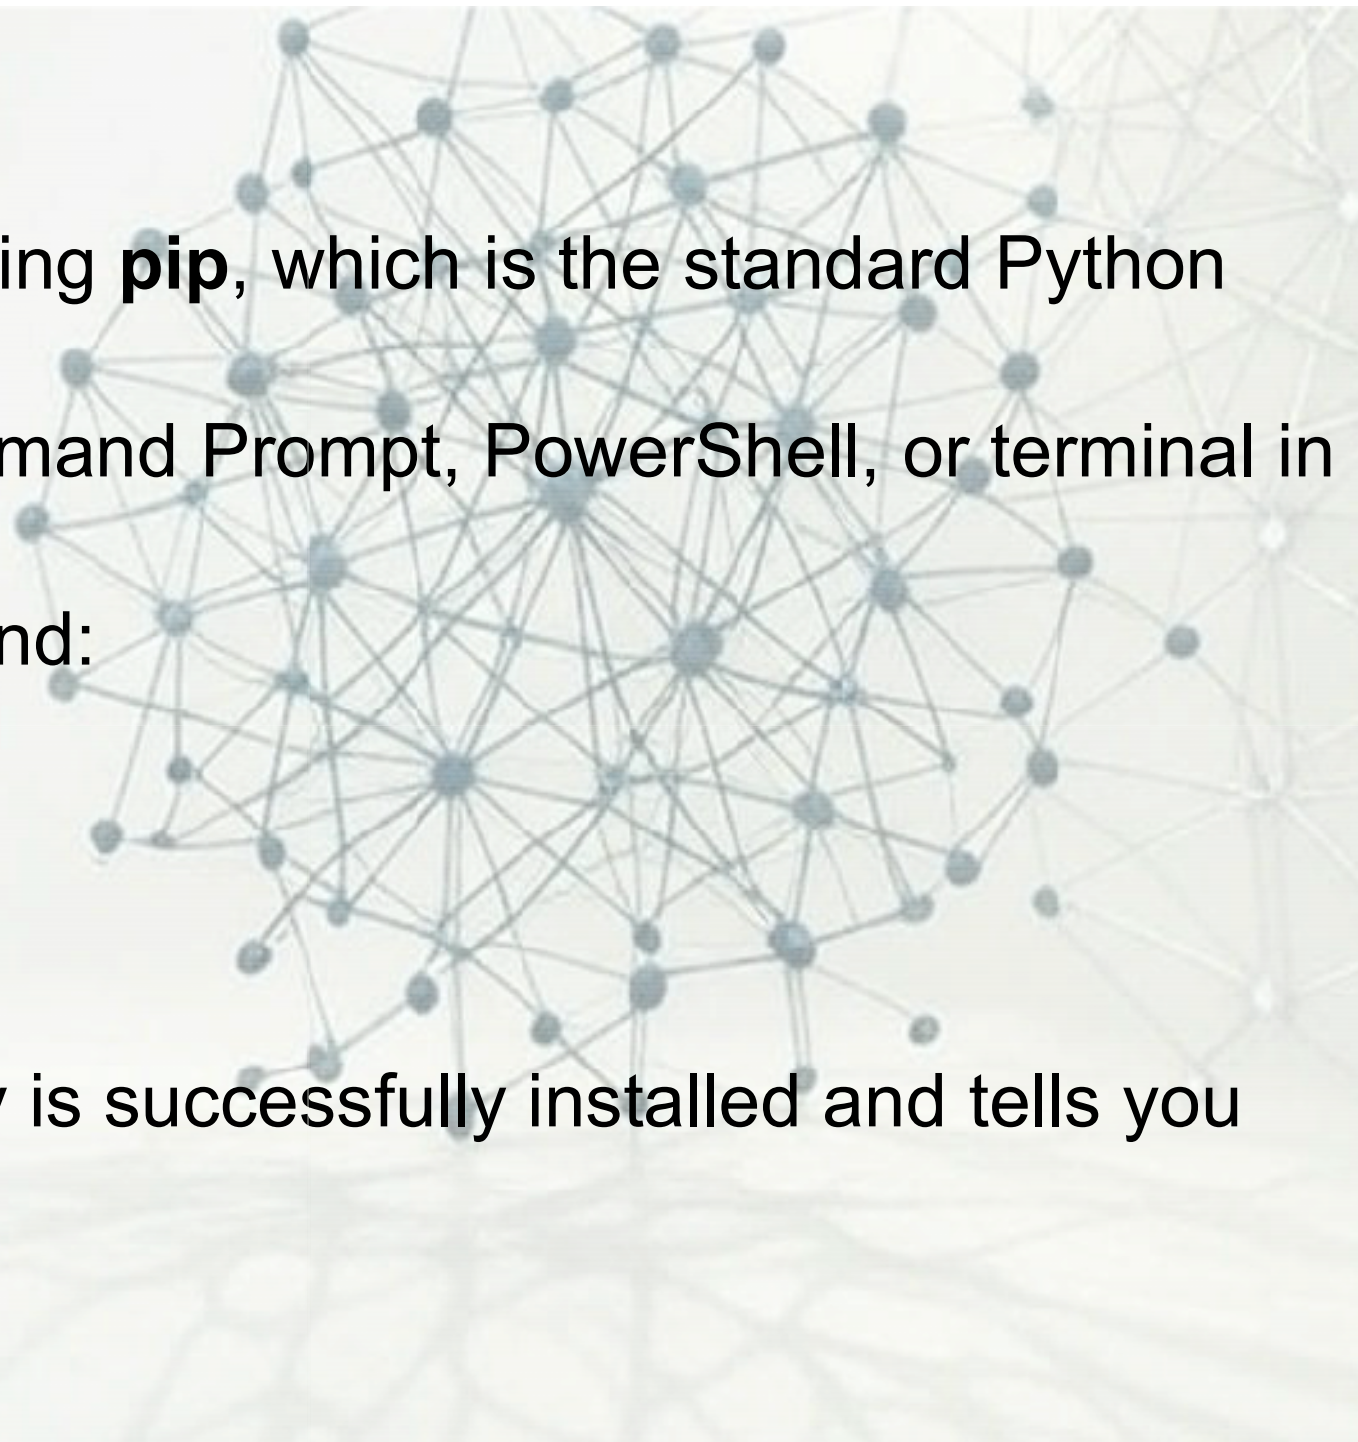 ing pip, which is the standard Python
mand Prompt, PowerShell, or terminal in
nd:
y is successfully installed and tells you